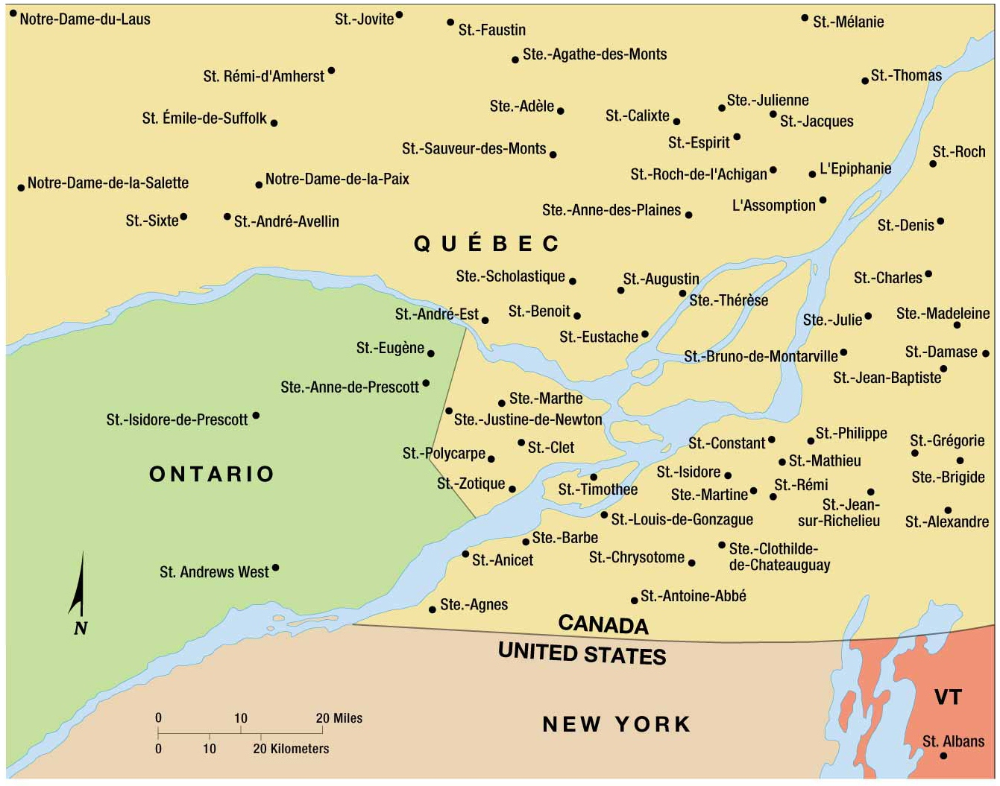 Notre-Dame-du-Laus
St.-Jovite
St.-Faustin
St.-Mélanie
Ste.-Agathe-des-Monts
St. Rémi-d'Amherst
St.-Thomas
Ste.-Adèle
Ste.-Julienne
St.-Calixte
St.-Jacques
St. Émile-de-Suffolk
St.-Espirit
St.-Sauveur-des-Monts
St.-Roch
L'Epiphanie
St.-Roch-de-l'Achigan
Notre-Dame-de-la-Salette
Notre-Dame-de-la-Paix
L'Assomption
Ste.-Anne-des-Plaines
St.-Sixte
St.-André-Avellin
St.-Denis
QUÉBEC
Ste.-Scholastique
St.-Augustin
St.-Charles
Ste.-Thérèse
St.-André-Est
St.-Benoit
Ste.-Julie
Ste.-Madeleine
St.-Eustache
St.-Eugène
St.-Bruno-de-Montarville
St.-Damase
St.-Jean-Baptiste
Ste.-Anne-de-Prescott
Ste.-Marthe
St.-Isidore-de-Prescott
Ste.-Justine-de-Newton
St.-Philippe
St.-Constant
St.-Grégorie
St.-Polycarpe
St.-Clet
St.-Mathieu
ONTARIO
St.-Isidore
Ste.-Brigide
St.-Zotique
St.-Timothee
Ste.-Martine
St.-Rémi
St.-Jean-
sur-Richelieu
St.-Louis-de-Gonzague
St.-Alexandre
Ste.-Barbe
St.-Anicet
St.-Chrysotome
Ste.-Clothilde-
de-Chateauguay
St. Andrews West
St.-Antoine-Abbé
Ste.-Agnes
N
CANADA
UNITED STATES
VT
NEW YORK
0 10 20 Miles
0 10 20 Kilometers
St. Albans